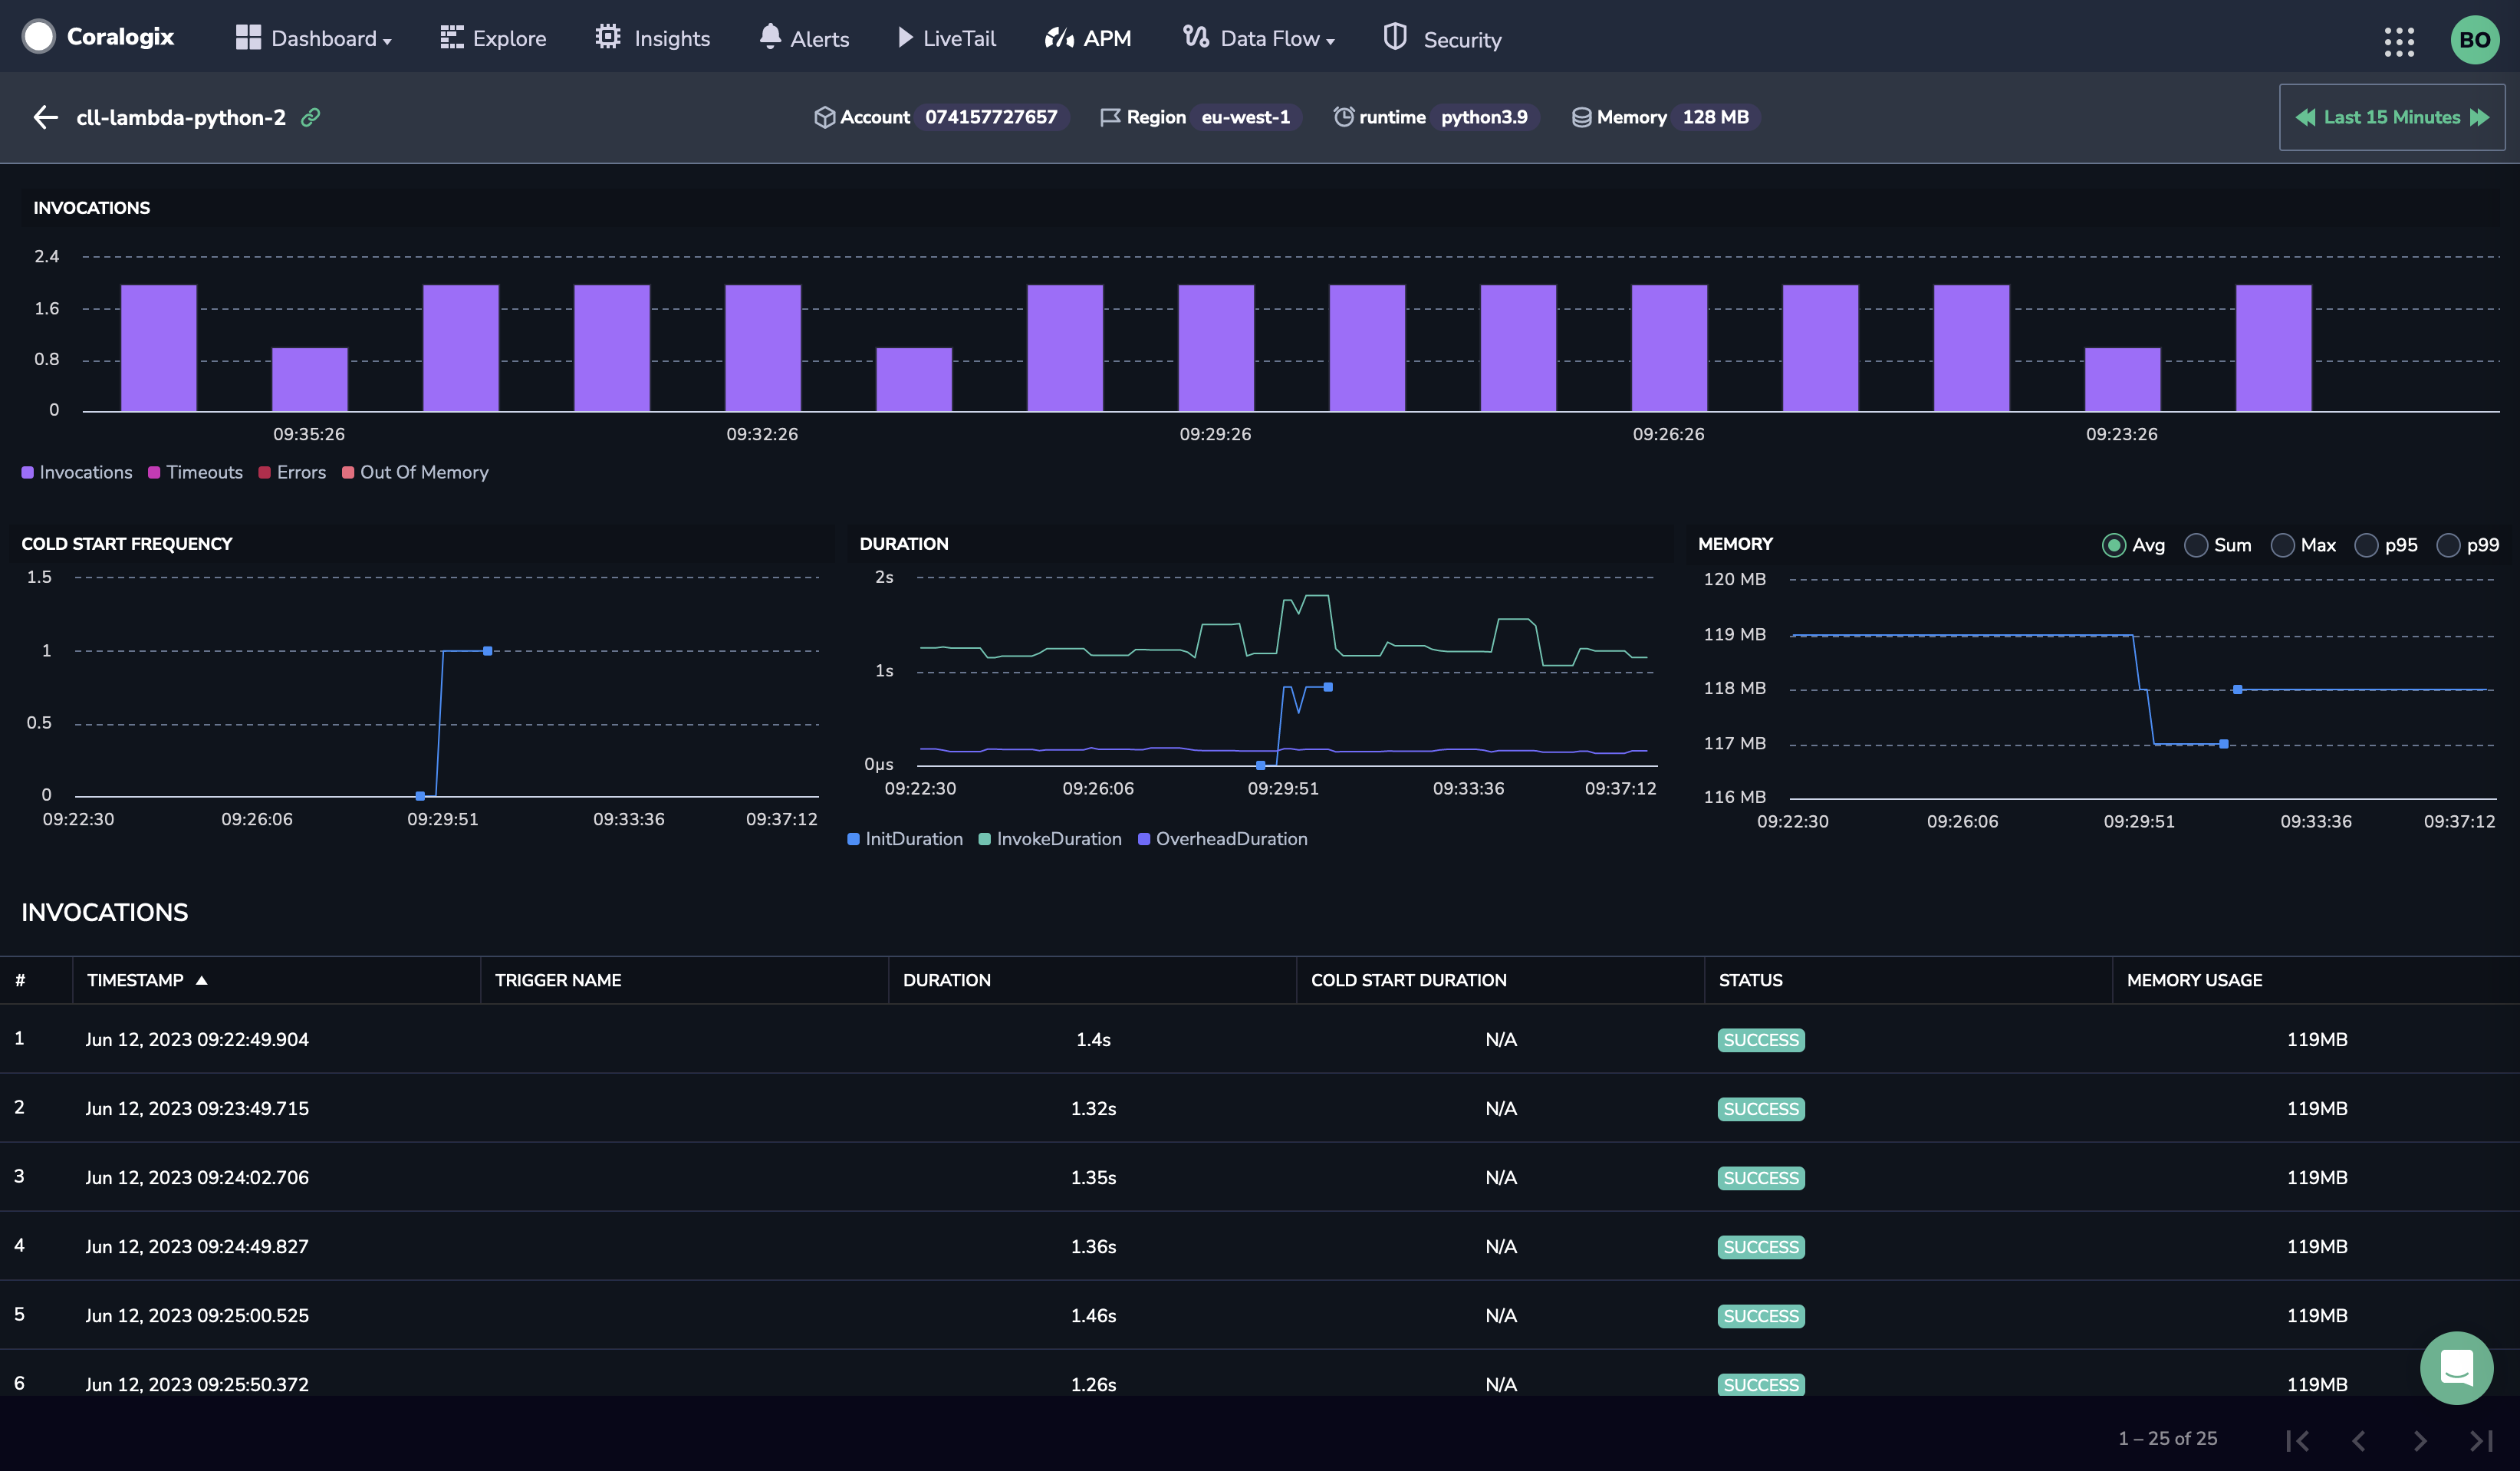 Coralogix Dashboard Explore Insights Alerts LiveTail APM Data Flow Security BO
cll-lambda-python-2 Account 074157727657 Region eu-west-1 runtime python3.9 Memory 128 MB Last 15 Minutes
INVOCATIONS
2.4
1.6
0.8
0
09:35:26 09:32:26 09:29:26 09:26:26 09:23:26
Invocations Timeouts Errors Out Of Memory
COLD START FREQUENCY
1.5
1
0.5
0
09:22:30 09:26:06 09:29:51 09:33:36 09:37:12
DURATION
2s
1s
0µs
09:22:30 09:26:06 09:29:51 09:33:36 09:37:12
InitDuration InvokeDuration OverheadDuration
MEMORY Avg Sum Max p95 p99
120 MB
119 MB
118 MB
117 MB
116 MB
09:22:30 09:26:06 09:29:51 09:33:36 09:37:12
INVOCATIONS
# TIMESTAMP TRIGGER NAME DURATION COLD START DURATION STATUS MEMORY USAGE
1 Jun 12, 2023 09:22:49.904 1.4s N/A SUCCESS 119MB
2 Jun 12, 2023 09:23:49.715 1.32s N/A SUCCESS 119MB
3 Jun 12, 2023 09:24:02.706 1.35s N/A SUCCESS 119MB
4 Jun 12, 2023 09:24:49.827 1.36s N/A SUCCESS 119MB
5 Jun 12, 2023 09:25:00.525 1.46s N/A SUCCESS 119MB
6 Jun 12, 2023 09:25:50.372 1.26s N/A SUCCESS 119MB
1 – 25 of 25